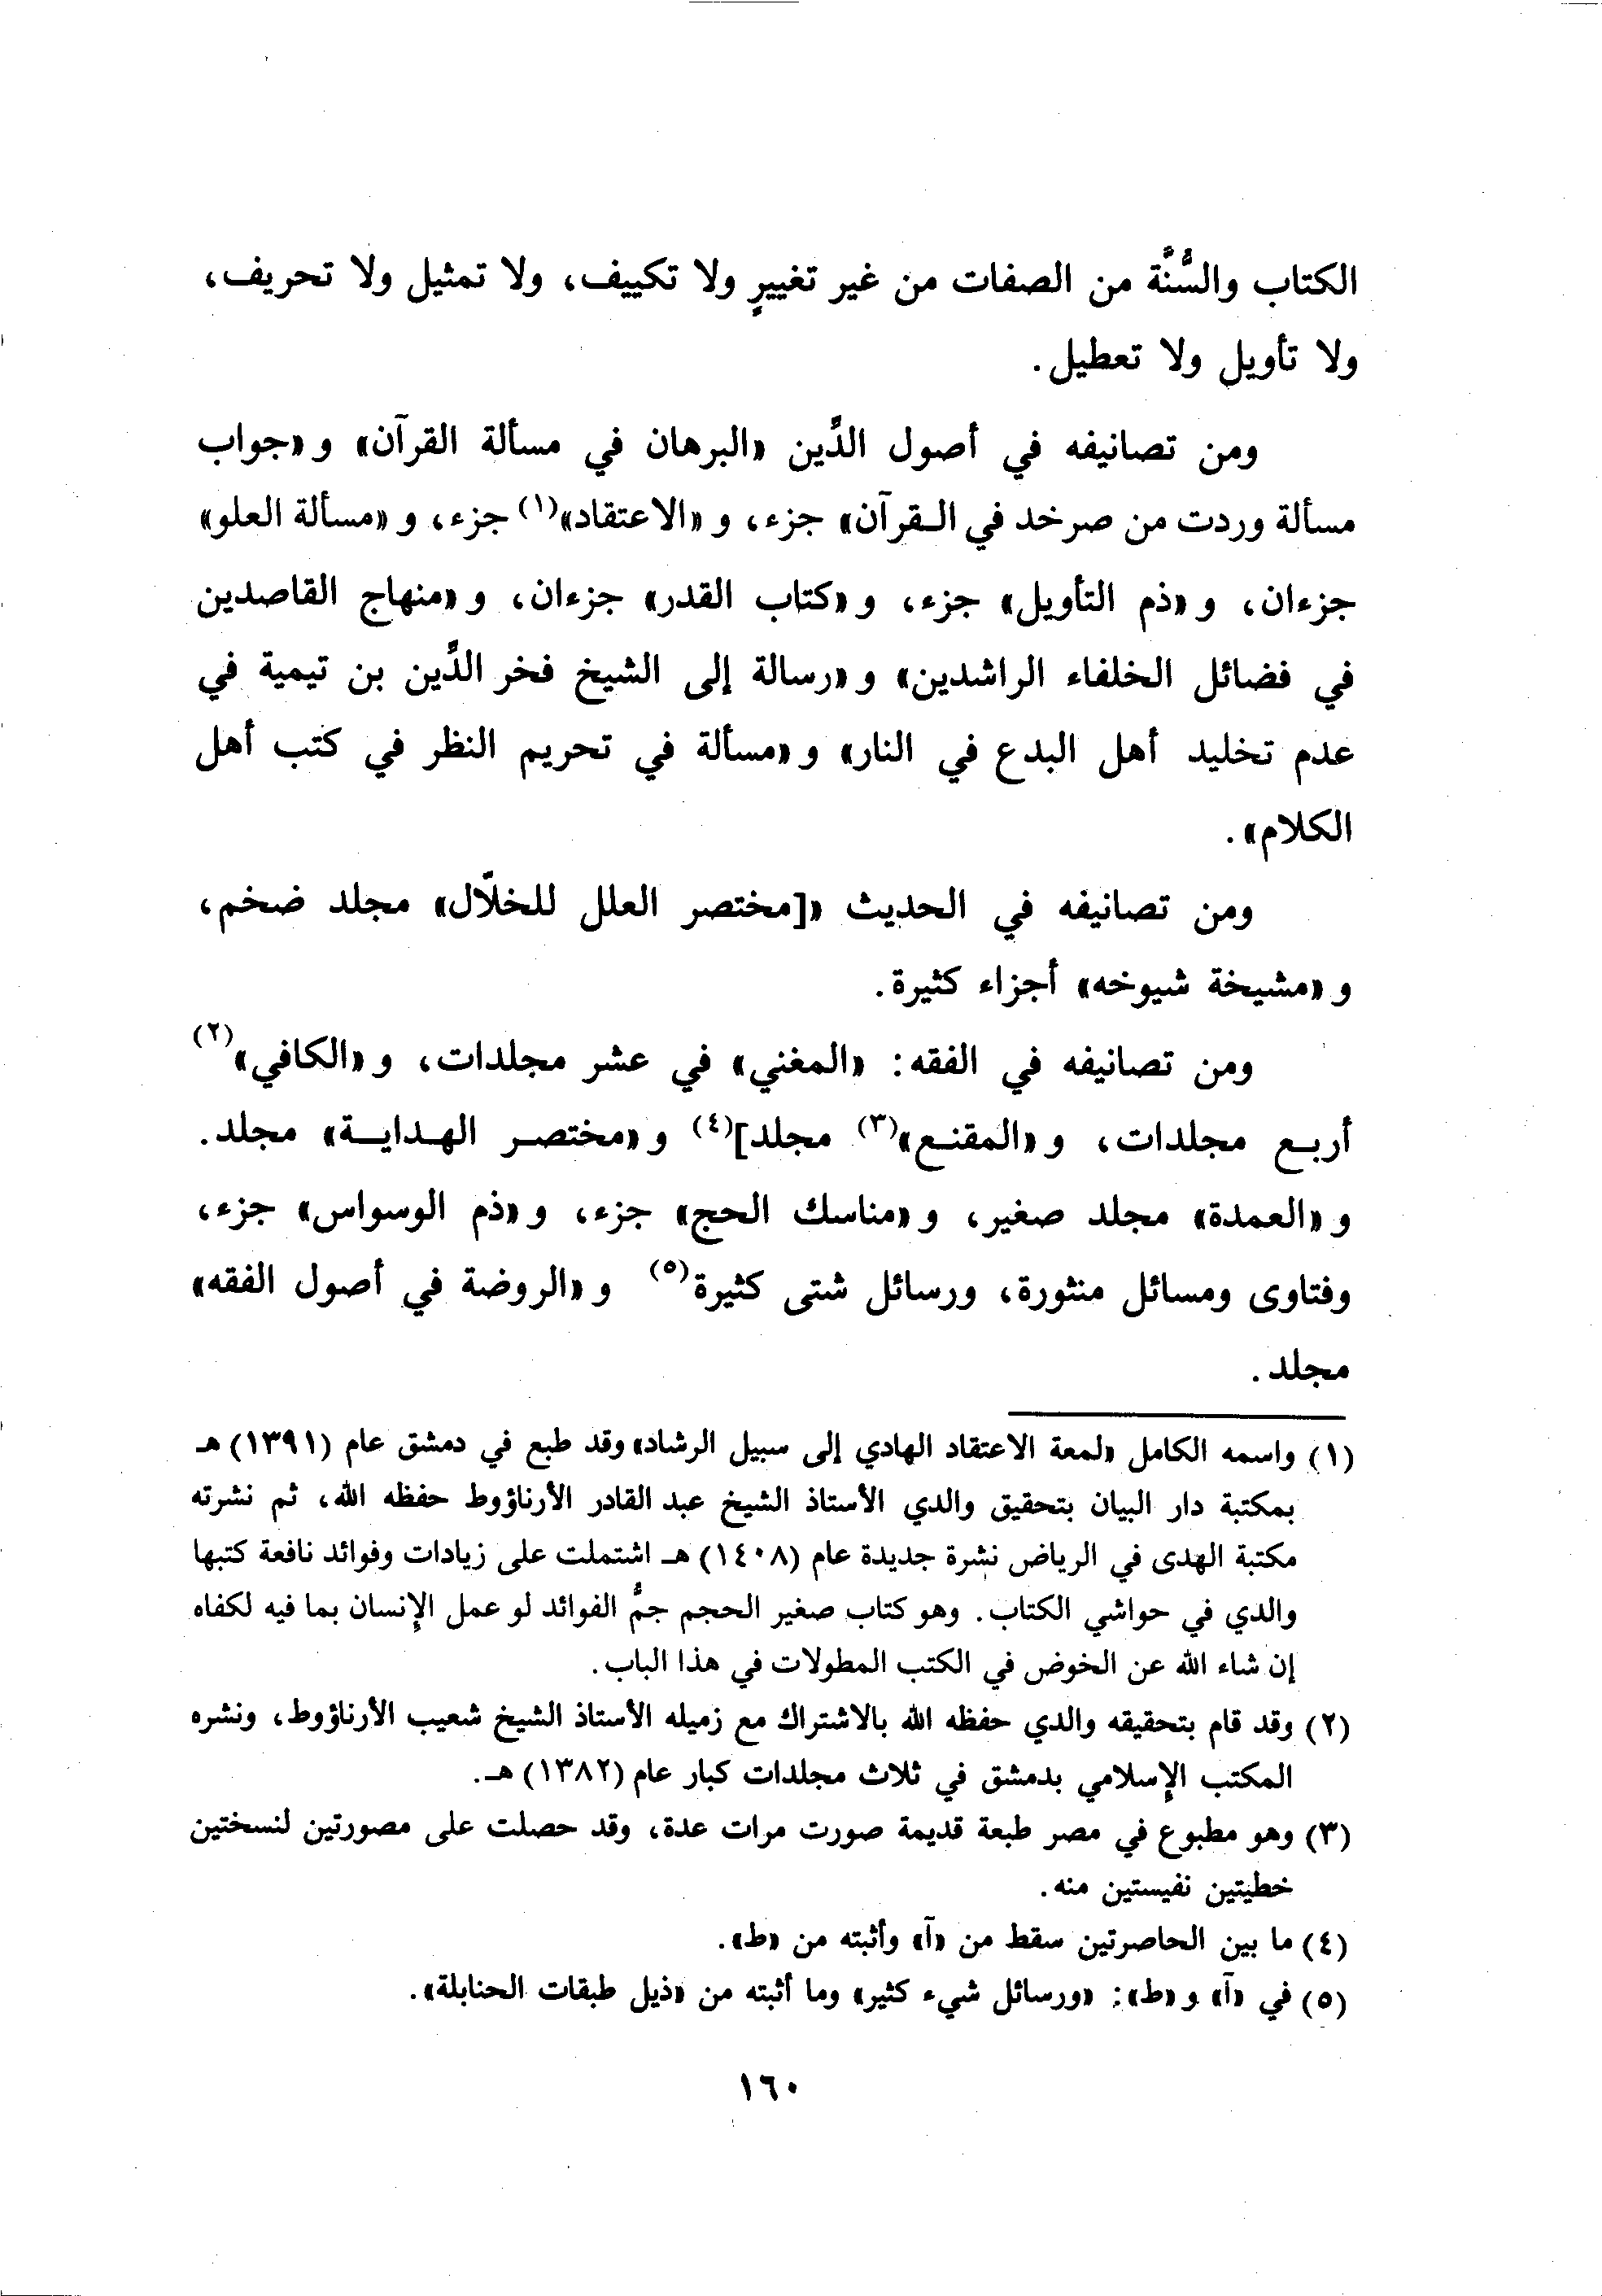 الكتاب والسُّنَّة من الصفات من غير تغييرٍ ولا تكييف، ولا تمثيل ولا تحريف،
ولا تأويل ولا تعطيل.
ومن تصانيفه في أصول الدِّين «البرهان في مسألة القرآن» و «جواب
مسألة وردت من صرخد في القرآن» جزء، و «الاعتقاد»(١) جزء، و «مسألة العلو»
جزءان، و «ذم التأويل» جزء، و «كتاب القدر» جزءان، و «منهاج القاصدين
في فضائل الخلفاء الراشدين» و «رسالة إلى الشيخ فخر الدِّين بن تيمية في
عدم تخليد أهل البدع في النار» و «مسألة في تحريم النظر في كتب أهل
الكلام».
ومن تصانيفه في الحديث «[مختصر العلل للخلّال» مجلد ضخم،
و «مشيخة شيوخه» أجزاء كثيرة.
ومن تصانيفه في الفقه: «المغني» في عشر مجلدات، و «الكافي»(٢)
أربع مجلدات، و «المقنع»(٣) مجلد](٤) و «مختصر الهداية» مجلد.
و «العمدة» مجلد صغير، و «مناسك الحج» جزء، و «ذم الوسواس» جزء،
وفتاوى ومسائل منثورة، ورسائل شتى كثيرة(٥) و «الروضة في أصول الفقه»
مجلد.
(١) واسمه الكامل «لمعة الاعتقاد الهادي إلى سبيل الرشاد» وقد طبع في دمشق عام (١٣٩١) هـ
بمكتبة دار البيان بتحقيق والدي الأستاذ الشيخ عبد القادر الأرناؤوط حفظه الله، ثم نشرته
مكتبة الهدى في الرياض نشرة جديدة عام (١٤٠٨) هـ اشتملت على زيادات وفوائد نافعة كتبها
والدي في حواشي الكتاب. وهو كتاب صغير الحجم جمُّ الفوائد لو عمل الإنسان بما فيه لكفاه
إن شاء الله عن الخوض في الكتب المطولات في هذا الباب.
(٢) وقد قام بتحقيقه والدي حفظه الله بالاشتراك مع زميله الأستاذ الشيخ شعيب الأرناؤوط، ونشره
المكتب الإسلامي بدمشق في ثلاث مجلدات كبار عام (١٣٨٢) هـ.
(٣) وهو مطبوع في مصر طبعة قديمة صورت مرات عدة، وقد حصلت على مصورتين لنسختين
خطيتين نفيستين منه.
(٤) ما بين الحاصرتين سقط من «آ» وأثبته من «ط».
(٥) في «آ» و «ط»: «ورسائل شيء كثير» وما أثبته من «ذيل طبقات الحنابلة».
١٦٠